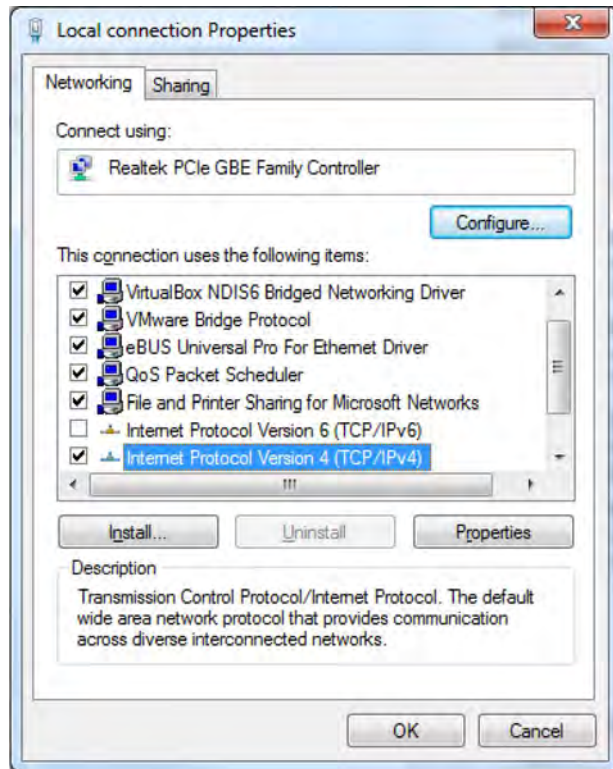 Local connection Properties
Networking
Sharing
Connect using:
Realtek PCIe GBE Family Controller
Configure...
This connection uses the following items:
VirtualBox NDIS6 Bridged Networking Driver
VMware Bridge Protocol
eBUS Universal Pro For Ethernet Driver
QoS Packet Scheduler
File and Printer Sharing for Microsoft Networks
Internet Protocol Version 6 (TCP/IPv6)
Internet Protocol Version 4 (TCP/IPv4)
Install...
Uninstall
Properties
Description
Transmission Control Protocol/Internet Protocol. The default
wide area network protocol that provides communication
across diverse interconnected networks.
OK
Cancel